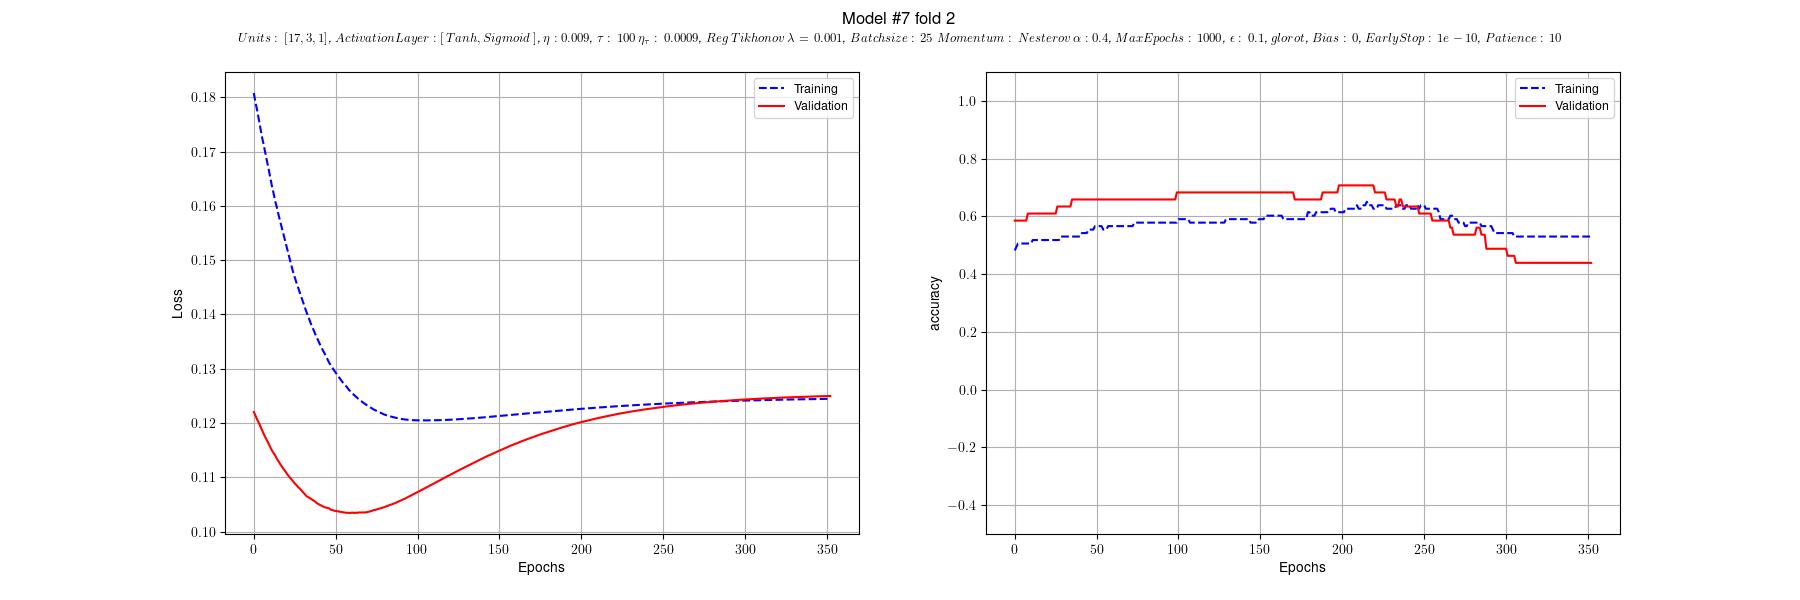 Model #7 fold 2
Units : [17, 3, 1], ActivationLayer : [ Tanh, Sigmoid ], η : 0.009, τ : 100 η_τ : 0.0009, Reg Tikhonov λ = 0.001, Batchsize : 25 Momentum : Nesterov α : 0.4, MaxEpochs : 1000, ϵ : 0.1, glorot, Bias : 0, EarlyStop : 1e − 10, Patience : 10
Training
Validation
0.18
0.17
0.16
0.15
0.14
0.13
0.12
0.11
0.10
Loss
0 50 100 150 200 250 300 350
Epochs
Training
Validation
1.0
0.8
0.6
0.4
0.2
0.0
−0.2
−0.4
accuracy
0 50 100 150 200 250 300 350
Epochs